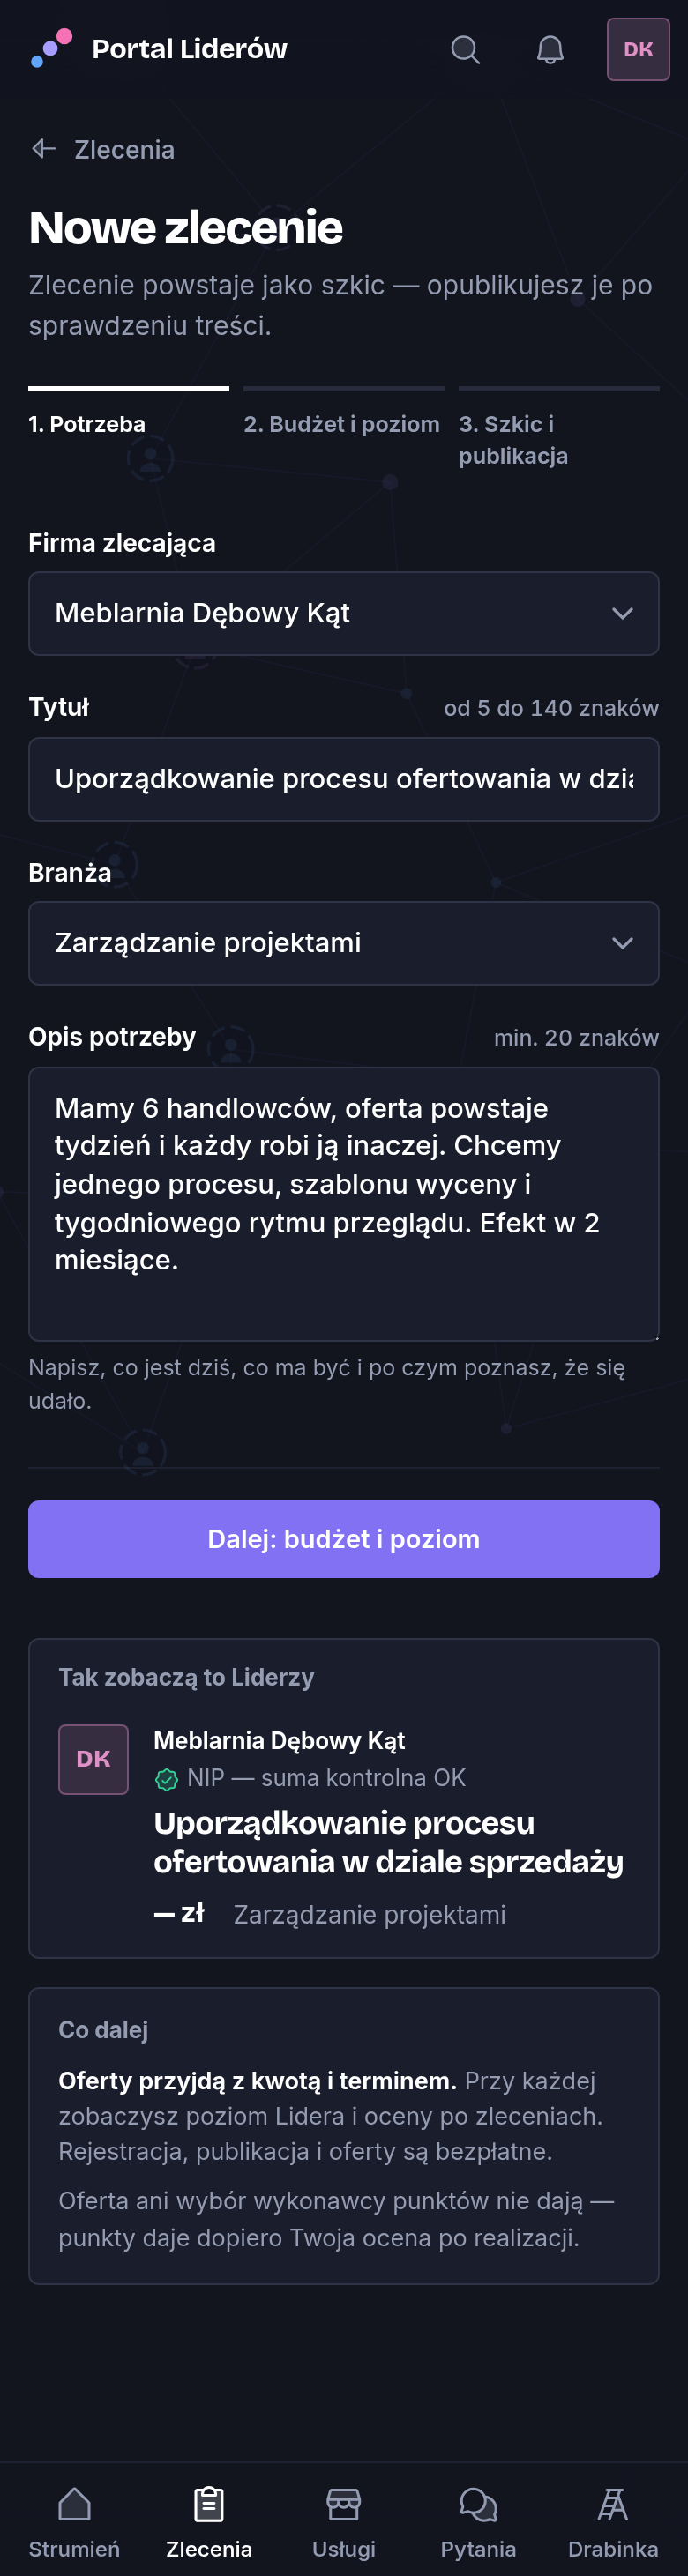 Portal Liderów
DK
Zlecenia
Nowe zlecenie
Zlecenie powstaje jako szkic — opublikujesz je po
sprawdzeniu treści.
1. Potrzeba
2. Budżet i poziom
3. Szkic i
publikacja
Firma zlecająca
Meblarnia Dębowy Kąt
Tytuł
od 5 do 140 znaków
Uporządkowanie procesu ofertowania w dzia
Branża
Zarządzanie projektami
Opis potrzeby
min. 20 znaków
Mamy 6 handlowców, oferta powstaje
tydzień i każdy robi ją inaczej. Chcemy
jednego procesu, szablonu wyceny i
tygodniowego rytmu przeglądu. Efekt w 2
miesiące.
Napisz, co jest dziś, co ma być i po czym poznasz, że się
udało.
Dalej: budżet i poziom
Tak zobaczą to Liderzy
DK
Meblarnia Dębowy Kąt
NIP — suma kontrolna OK
Uporządkowanie procesu
ofertowania w dziale sprzedaży
— zł
Zarządzanie projektami
Co dalej
Oferty przyjdą z kwotą i terminem. Przy każdej
zobaczysz poziom Lidera i oceny po zleceniach.
Rejestracja, publikacja i oferty są bezpłatne.
Oferta ani wybór wykonawcy punktów nie dają —
punkty daje dopiero Twoja ocena po realizacji.
Strumień
Zlecenia
Usługi
Pytania
Drabinka